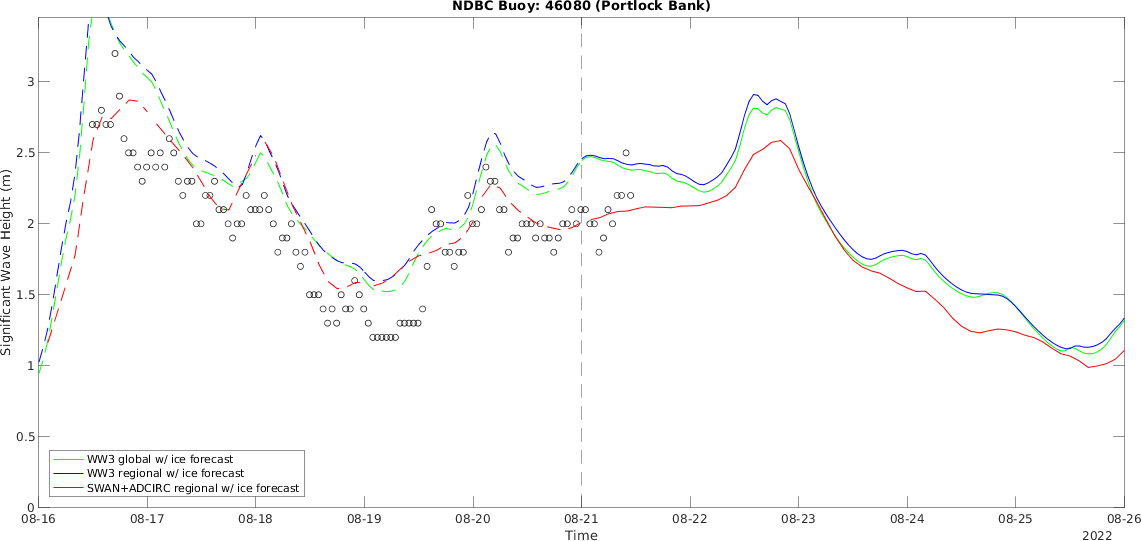 NDBC Buoy: 46080 (Portlock Bank)
Significant Wave Height (m)
3
2.5
2
1.5
1
0.5
0
WW3 global w/ ice forecast
WW3 regional w/ ice forecast
SWAN+ADCIRC regional w/ ice forecast
08-16 08-17 08-18 08-19 08-20 08-21 08-22 08-23 08-24 08-25 08-26
Time
2022